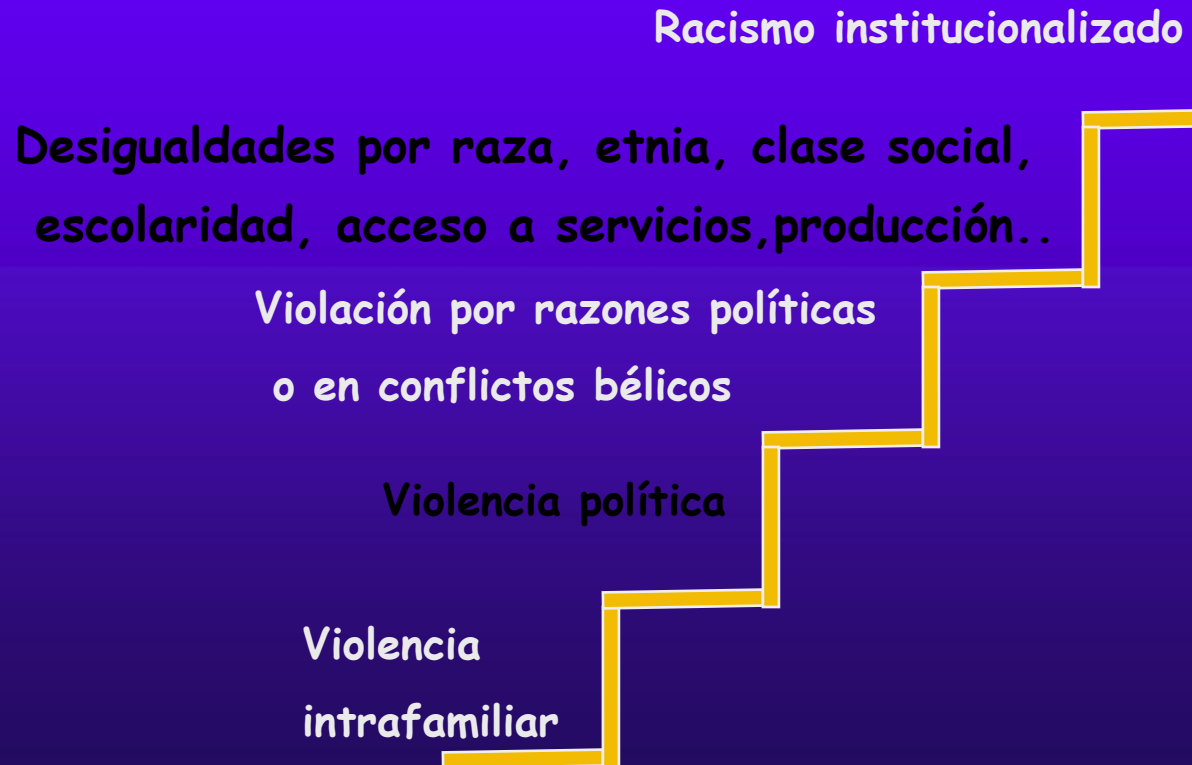 Racismo institucionalizado
Desigualdades por raza, etnia, clase social,
escolaridad, acceso a servicios,producción..
Violación por razones políticas
o en conflictos bélicos
Violencia política
Violencia
intrafamiliar